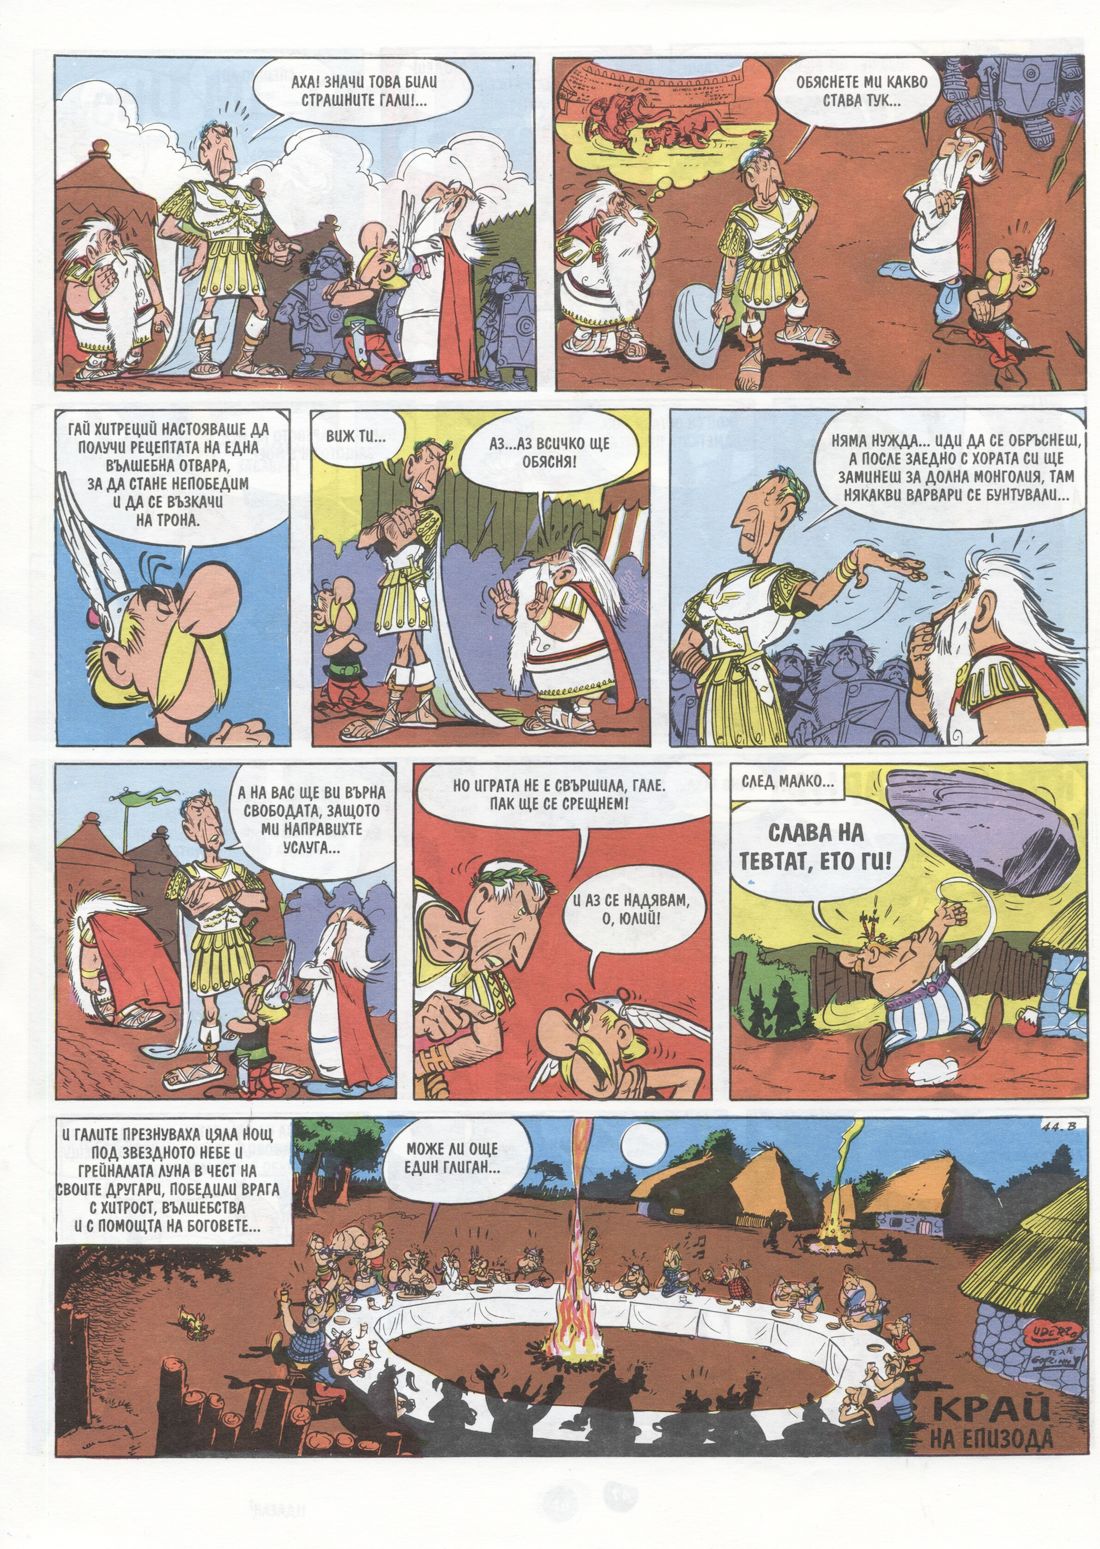 АХА! ЗНАЧИ ТОВА БИЛИ
СТРАШНИТЕ ГАЛИ!...
ОБЯСНЕТЕ МИ КАКВО
СТАВА ТУК...
ГАЙ ХИТРЕЦИЙ НАСТОЯВАШЕ ДА
ПОЛУЧИ РЕЦЕПТАТА НА ЕДНА
ВЪЛШЕБНА ОТВАРА,
ЗА ДА СТАНЕ НЕПОБЕДИМ
И ДА СЕ ВЪЗКАЧИ
НА ТРОНА.
ВИЖ ТИ...
АЗ...АЗ ВСИЧКО ЩЕ
ОБЯСНЯ!
НЯМА НУЖДА... ИДИ ДА СЕ ОБРЪСНЕШ,
А ПОСЛЕ ЗАЕДНО С ХОРАТА СИ ЩЕ
ЗАМИНЕШ ЗА ДОЛНА МОНГОЛИЯ, ТАМ
НЯКАКВИ ВАРВАРИ СЕ БУНТУВАЛИ...
А НА ВАС ЩЕ ВИ ВЪРНА
СВОБОДАТА, ЗАЩОТО
МИ НАПРАВИХТЕ
УСЛУГА...
НО ИГРАТА НЕ Е СВЪРШИЛА, ГАЛЕ.
ПАК ЩЕ СЕ СРЕЩНЕМ!
И АЗ СЕ НАДЯВАМ,
О, ЮЛИЙ!
СЛЕД МАЛКО...
СЛАВА НА
ТЕВТАТ, ЕТО ГИ!
И ГАЛИТЕ ПРЕЗНУВАХА ЦЯЛА НОЩ
ПОД ЗВЕЗДНОТО НЕБЕ И
ГРЕЙНАЛАТА ЛУНА В ЧЕСТ НА
СВОИТЕ ДРУГАРИ, ПОБЕДИЛИ ВРАГА
С ХИТРОСТ, ВЪЛШЕБСТВА
И С ПОМОЩТА НА БОГОВЕТЕ...
МОЖЕ ЛИ ОЩЕ
ЕДИН ГЛИГАН...
44.B
UDERZO
КРАЙ
НА ЕПИЗОДА